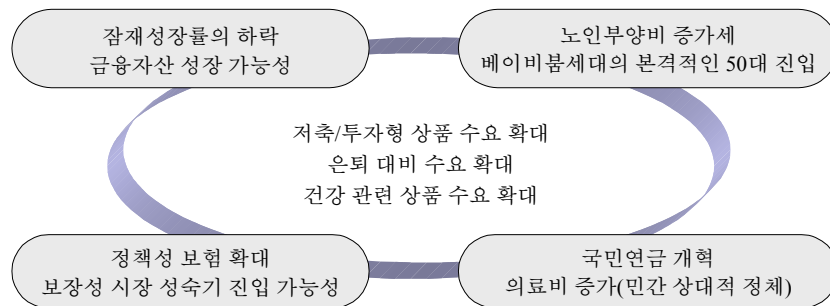 잠재성장률의 하락
금융자산 성장 가능성
노인부양비 증가세
베이비붐세대의 본격적인 50대 진입
저축/투자형 상품 수요 확대
은퇴 대비 수요 확대
건강 관련 상품 수요 확대
정책성 보험 확대
보장성 시장 성숙기 진입 가능성
국민연금 개혁
의료비 증가(민간 상대적 정체)